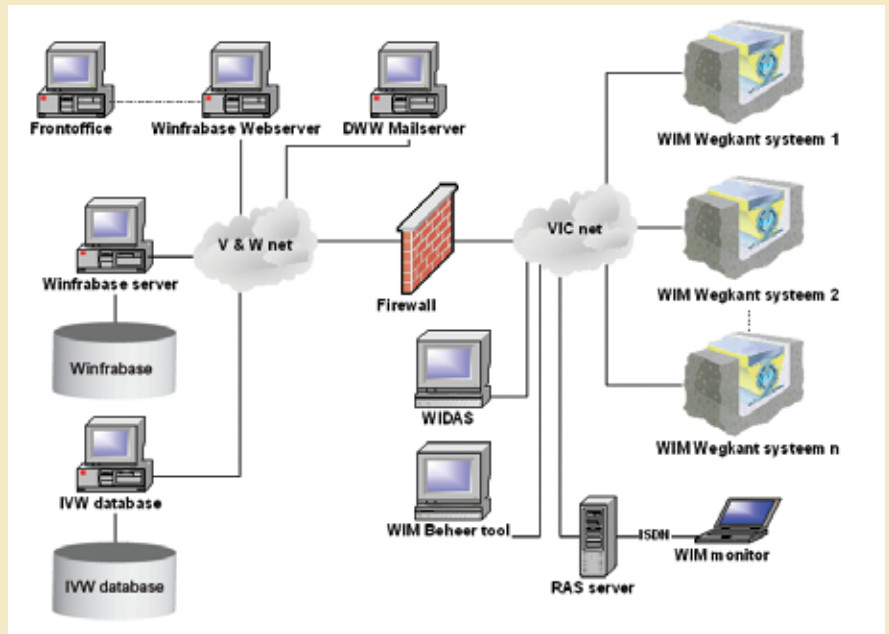 Frontoffice
Winfrabase Webserver
DWW Mailserver
WIM Wegkant systeem 1
V & W net
VIC net
Winfrabase server
Firewall
WIM Wegkant systeem 2
Winfrabase
WIDAS
WIM Wegkant systeem n
IVW database
WIM Beheer tool
ISDN
WIM monitor
RAS server
IVW database